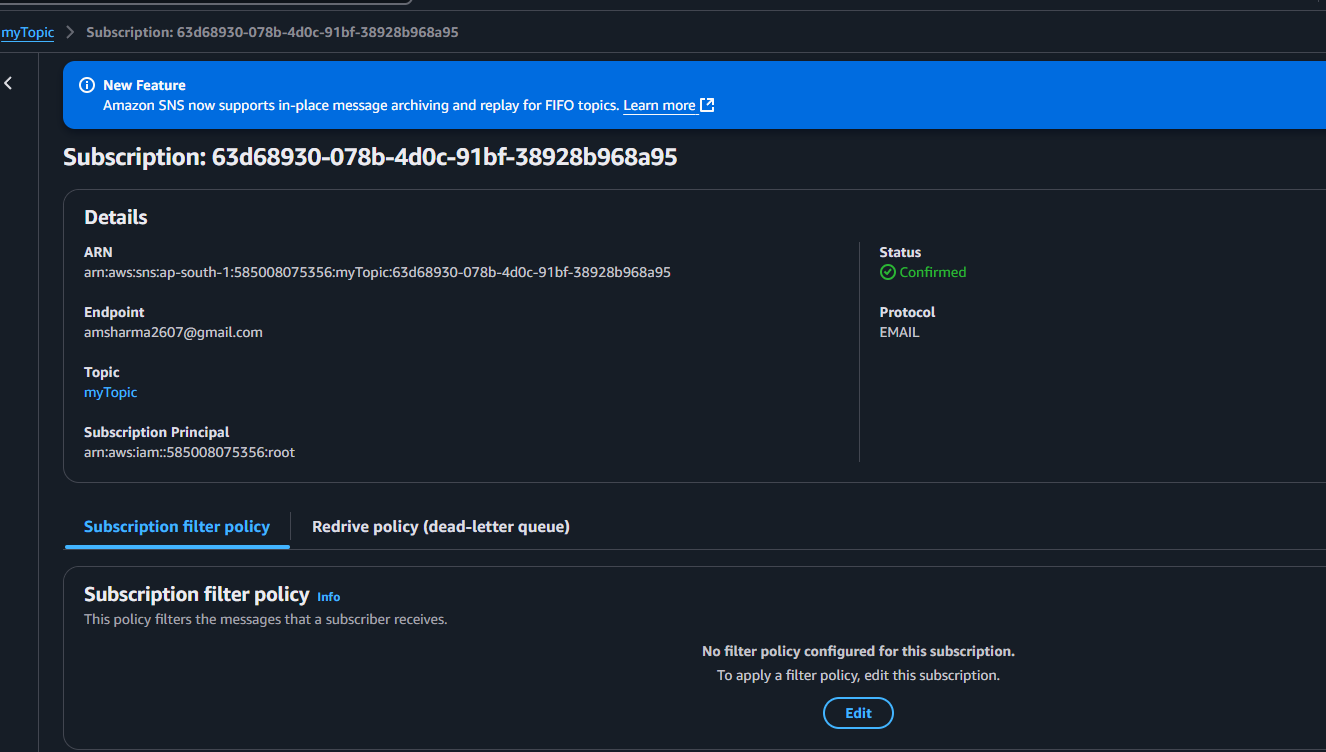 myTopic > Subscription: 63d68930-078b-4d0c-91bf-38928b968a95
New Feature
Amazon SNS now supports in-place message archiving and replay for FIFO topics. Learn more
Subscription: 63d68930-078b-4d0c-91bf-38928b968a95
Details
ARN
arn:aws:sns:ap-south-1:585008075356:myTopic:63d68930-078b-4d0c-91bf-38928b968a95
Endpoint
amsharma2607@gmail.com
Topic
myTopic
Subscription Principal
arn:aws:iam::585008075356:root
Status
Confirmed
Protocol
EMAIL
Subscription filter policy
Redrive policy (dead-letter queue)
Subscription filter policy Info
This policy filters the messages that a subscriber receives.
No filter policy configured for this subscription.
To apply a filter policy, edit this subscription.
Edit